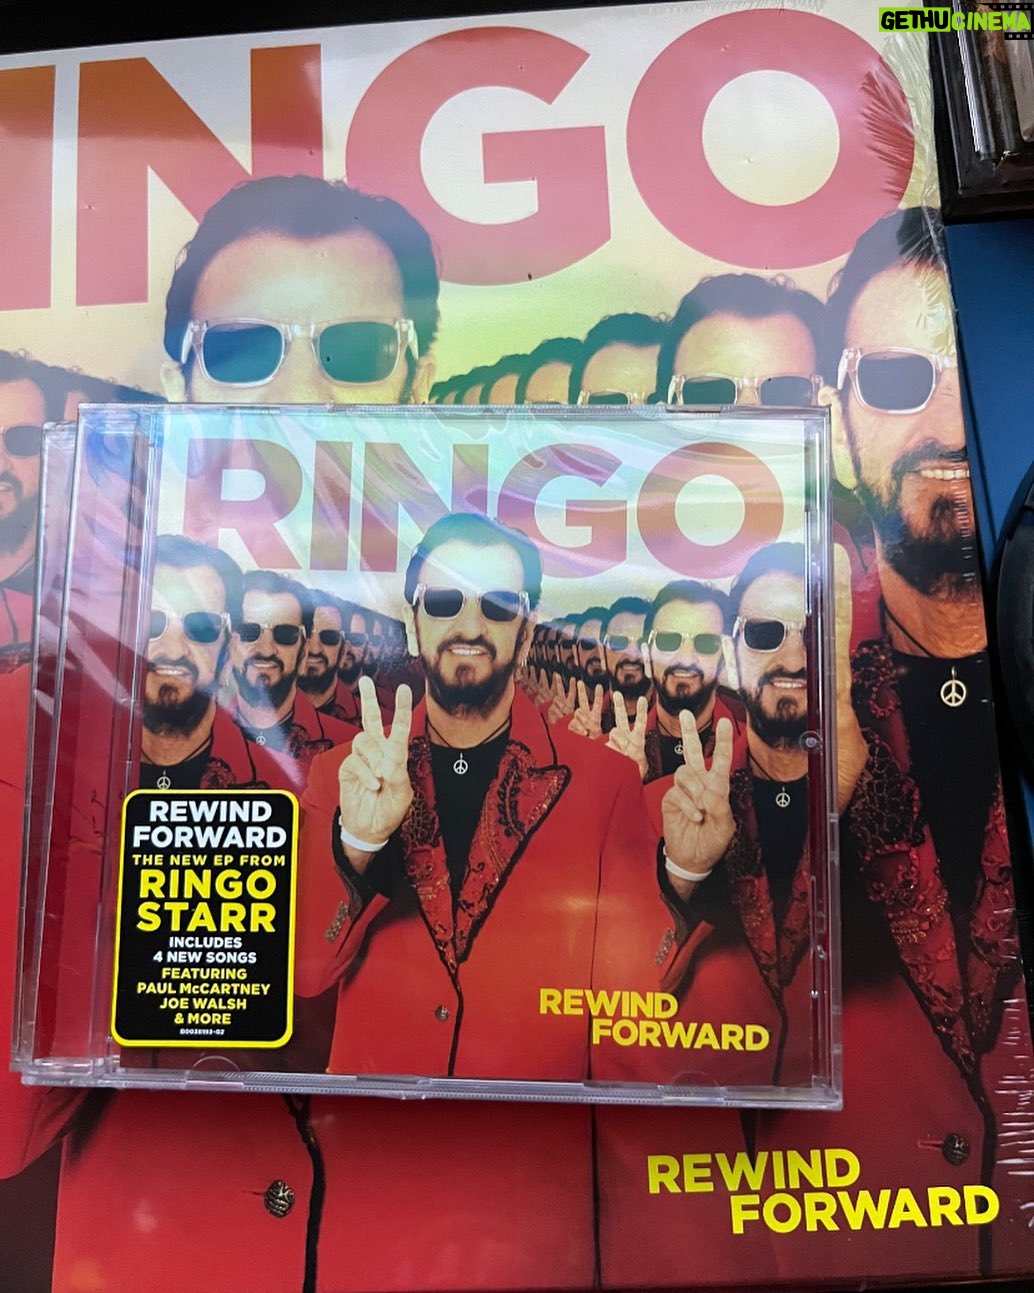 GETHUCINEMA
INGO
RINGO
REWIND
FORWARD
THE NEW EP FROM
RINGO
STARR
INCLUDES
4 NEW SONGS
FEATURING
PAUL McCARTNEY
JOE WALSH
& MORE
REWIND
FORWARD
REWIND
FORWARD